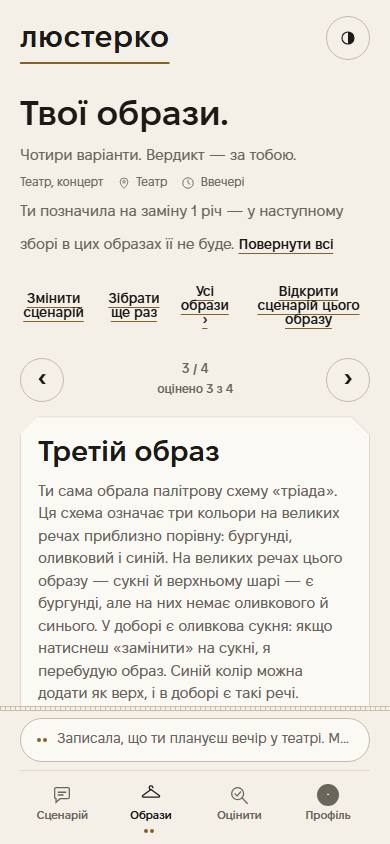 люстерко
Твої образи.
Чотири варіанти. Вердикт — за тобою.
Театр, концерт Театр Ввечері
Ти позначила на заміну 1 річ — у наступному
зборі в цих образах її не буде. Повернути всі
Змінити
сценарій
Зібрати
ще раз
Усі
образи
›
Відкрити
сценарій цього
образу
‹
3 / 4
оцінено 3 з 4
›
Третій образ
Ти сама обрала палітрову схему «тріада».
Ця схема означає три кольори на великих
речах приблизно порівну: бургунді,
оливковий і синій. На великих речах цього
образу — сукні й верхньому шарі — є
бургунді, але на них немає оливкового й
синього. У доборі є оливкова сукня: якщо
натиснеш «замінити» на сукні, я
перебудую образ. Синій колір можна
додати як верх, і в доборі є такі речі.
Записала, що ти плануєш вечір у театрі. М...
Сценарій
Образи
Оцінити
Профіль